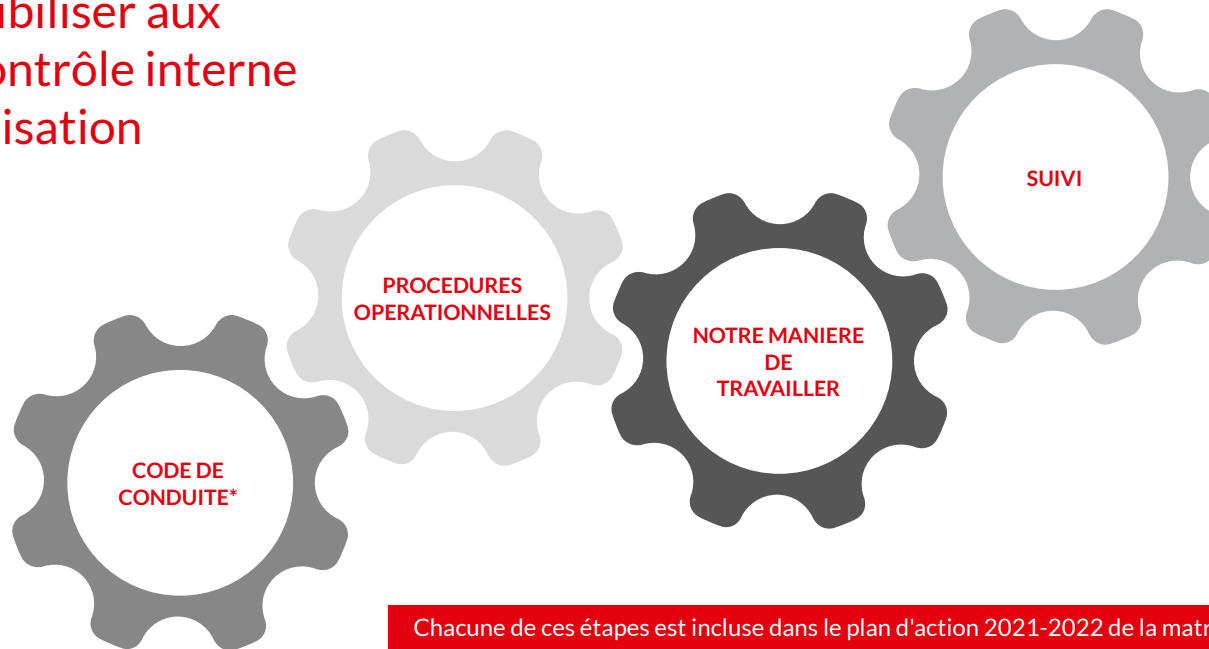 ibiliser aux
ontrôle interne
isation
SUIVI
PROCEDURES
OPERATIONNELLES
NOTRE MANIERE
DE
TRAVAILLER
CODE DE
CONDUITE*
Chacune de ces étapes est incluse dans le plan d'action 2021-2022 de la matr